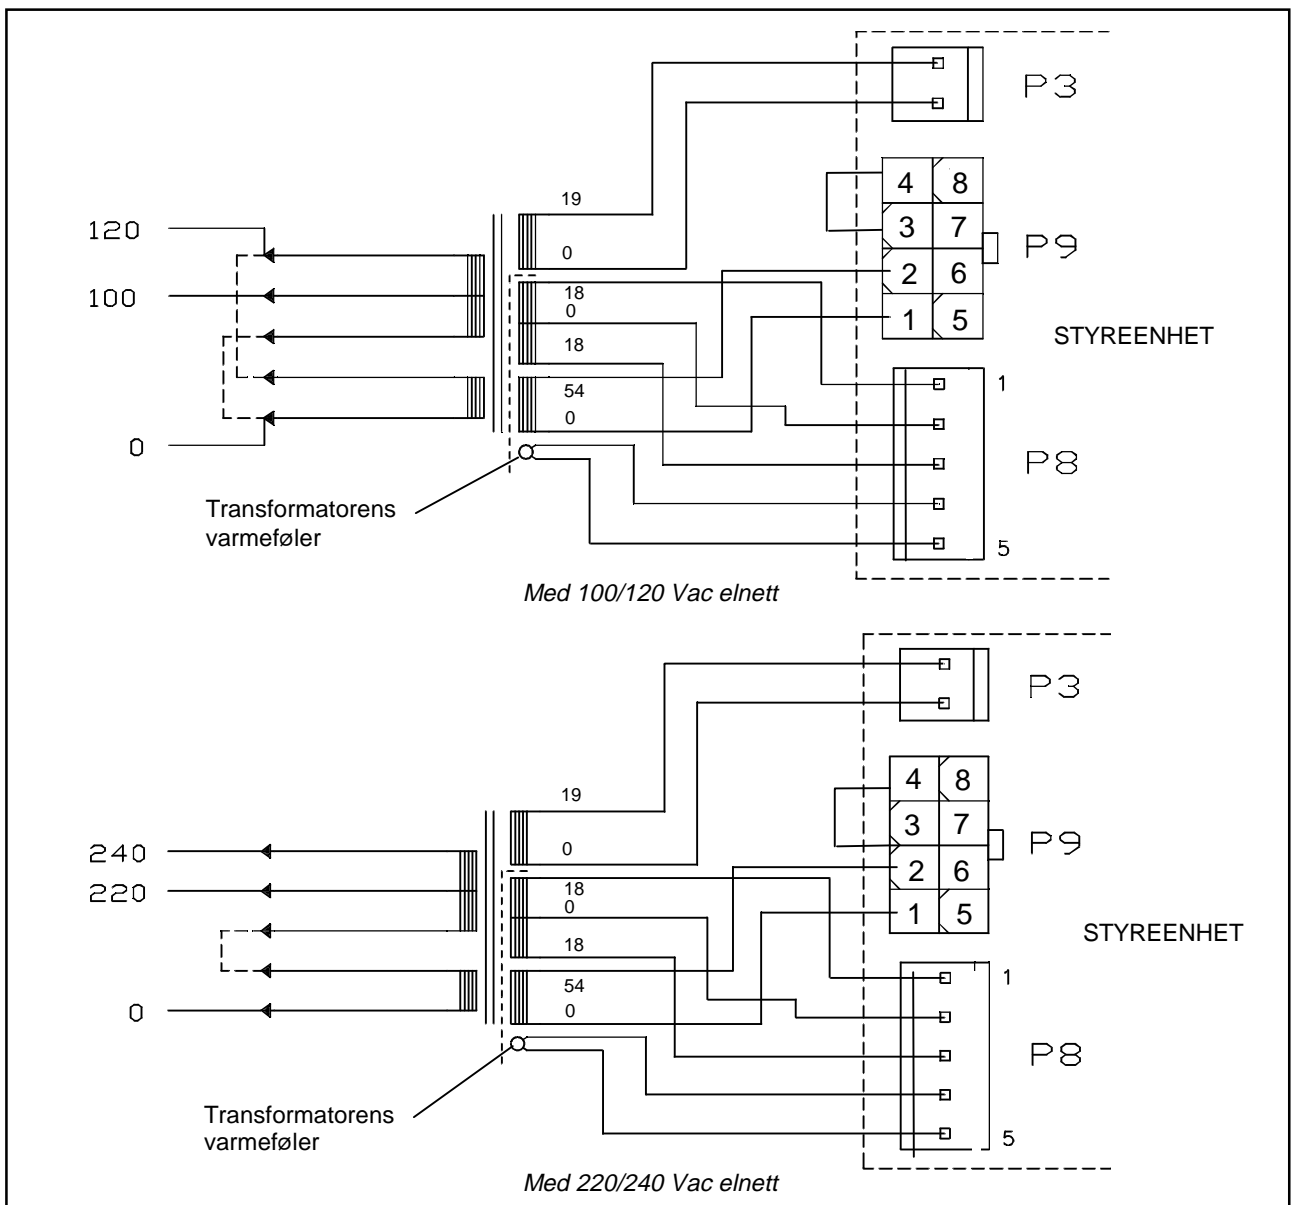 P3
19
4 8
120
0
3 7
P9
100
18
2 6
0
1 5
STYREENHET
18
1
54
0
0
P8
Transformatorens
varmeføler
5
Med 100/120 Vac elnett
P3
19
4 8
240
0
3 7
P9
220
18
2 6
0
1 5
STYREENHET
18
1
54
0
0
P8
Transformatorens
varmeføler
5
Med 220/240 Vac elnett